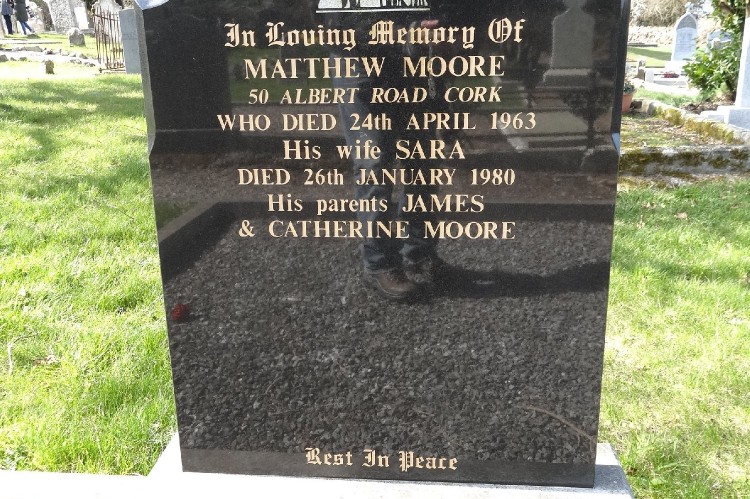 In Loving Memory Of
MATTHEW MOORE
50 ALBERT ROAD CORK
WHO DIED 24th APRIL 1963
His wife SARA
DIED 26th JANUARY 1980
His parents JAMES
& CATHERINE MOORE
Rest In Peace